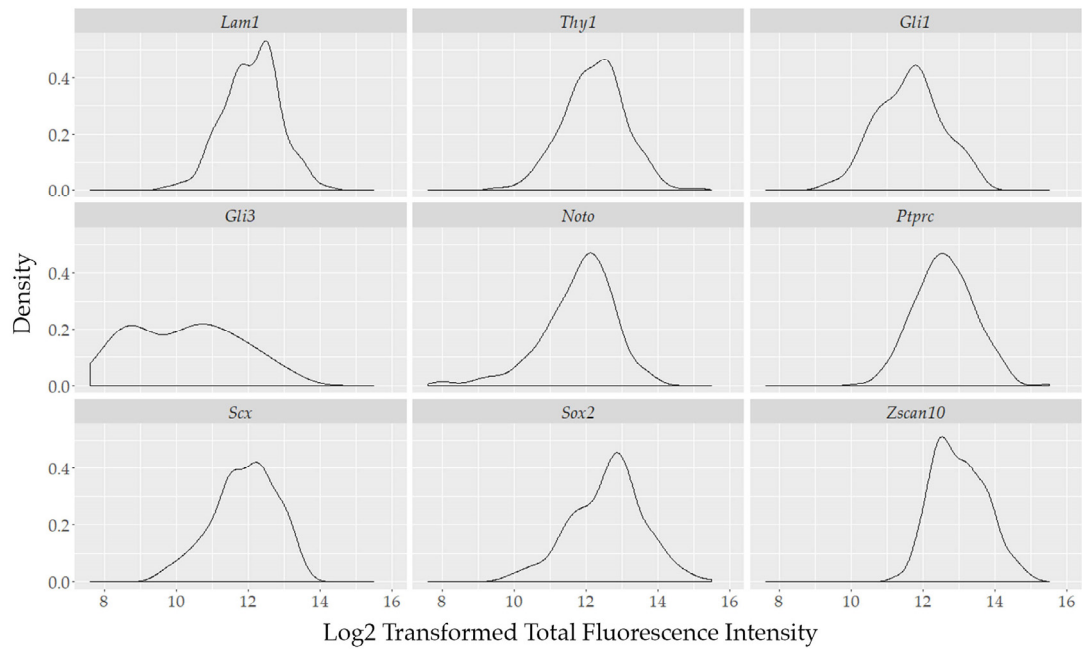 Lam1 Thy1 Gli1
0.4
0.2
0.0
Gli3 Noto Ptprc
0.4
0.2
0.0
Scx Sox2 Zscan10
0.4
0.2
0.0
8 10 12 14 16 8 10 12 14 16 8 10 12 14 16
Density
Log2 Transformed Total Fluorescence Intensity